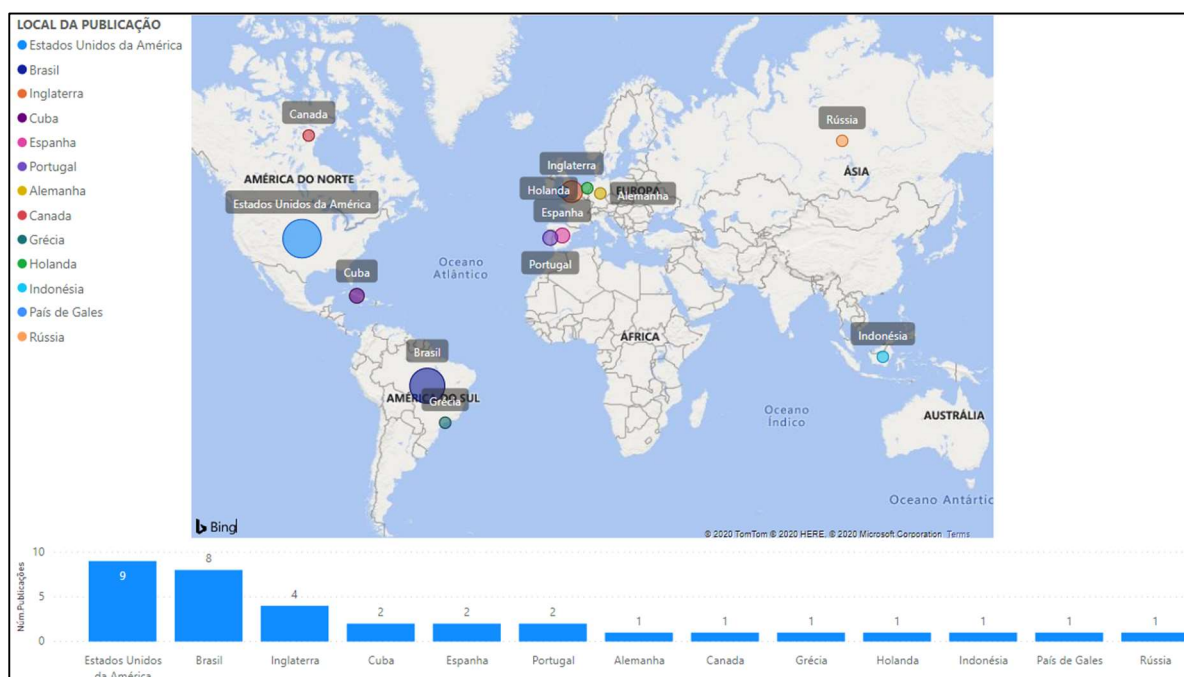 LOCAL DA PUBLICAÇÃO
Estados Unidos da América
Brasil
Inglaterra
Cuba
Espanha
Portugal
Alemanha
Canada
Grécia
Holanda
Indonésia
País de Gales
Rússia
Canada
Rússia
Inglaterra
AMÉRICA DO NORTE
ÁSIA
Holanda
EUROPA
Alemanha
Estados Unidos da América
Espanha
Oceano
Atlântico
Portugal
Cuba
ÁFRICA
Indonésia
Brasil
AMÉRICA DO SUL
Grécia
Oceano
Índico
AUSTRÁLIA
Oceano Antártic
Bing
© 2020 TomTom © 2020 HERE, © 2020 Microsoft Corporation Terms
Núm.Publicações
10
5
0
9
8
4
2
2
2
1
1
1
1
1
1
1
Estados Unidos
da América
Brasil
Inglaterra
Cuba
Espanha
Portugal
Alemanha
Canada
Grécia
Holanda
Indonésia
País de Gales
Rússia